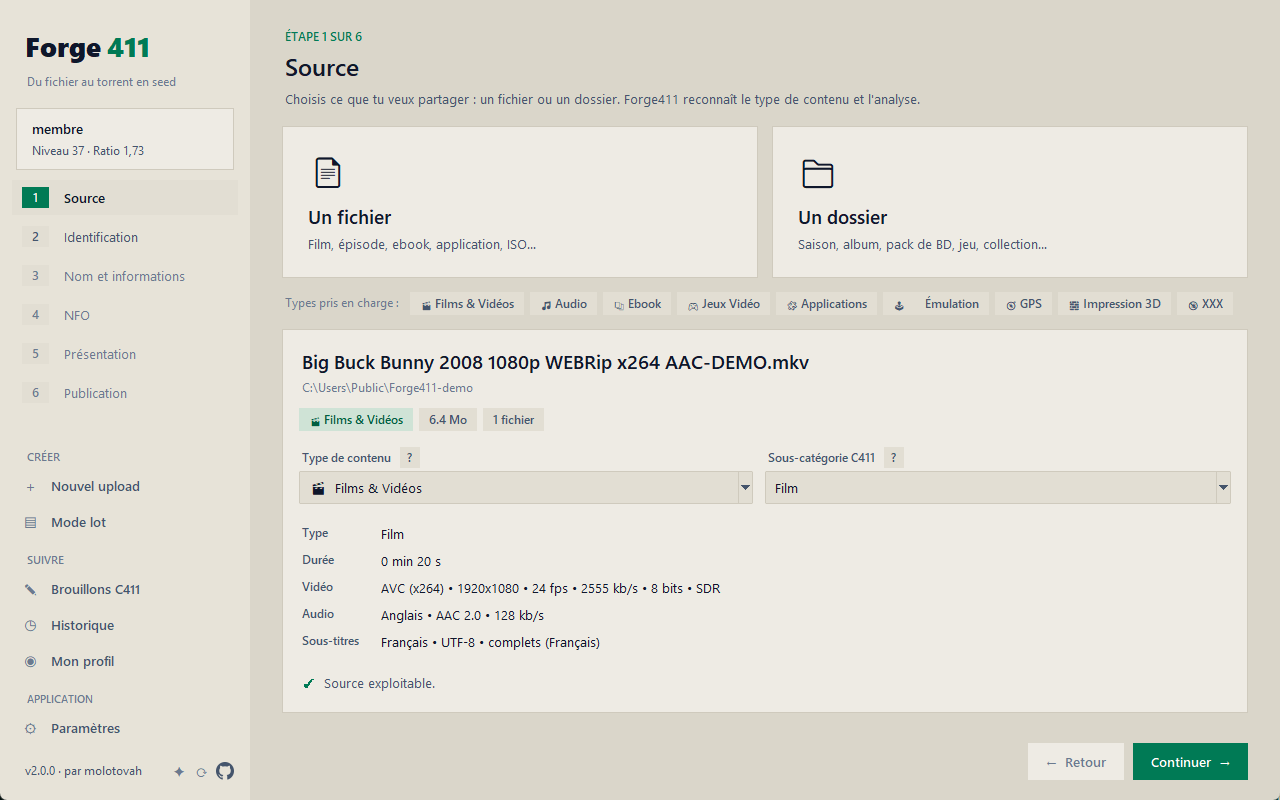 Forge 411
Du fichier au torrent en seed
membre
Niveau 37 · Ratio 1,73
1 Source
2 Identification
3 Nom et informations
4 NFO
5 Présentation
6 Publication
CRÉER
+ Nouvel upload
Mode lot
SUIVRE
Brouillons C411
Historique
Mon profil
APPLICATION
Paramètres
v2.0.0 · par molotovah
ÉTAPE 1 SUR 6
Source
Choisis ce que tu veux partager : un fichier ou un dossier. Forge411 reconnaît le type de contenu et l'analyse.
Un fichier
Film, épisode, ebook, application, ISO...
Un dossier
Saison, album, pack de BD, jeu, collection...
Types pris en charge : Films & Vidéos Audio Ebook Jeux Vidéo Applications Émulation GPS Impression 3D XXX
Big Buck Bunny 2008 1080p WEBRip x264 AAC-DEMO.mkv
C:\Users\Public\Forge411-demo
Films & Vidéos 6.4 Mo 1 fichier
Type de contenu ? Sous-catégorie C411 ?
Films & Vidéos Film
Type Film
Durée 0 min 20 s
Vidéo AVC (x264) • 1920x1080 • 24 fps • 2555 kb/s • 8 bits • SDR
Audio Anglais • AAC 2.0 • 128 kb/s
Sous-titres Français • UTF-8 • complets (Français)
✓ Source exploitable.
← Retour Continuer →